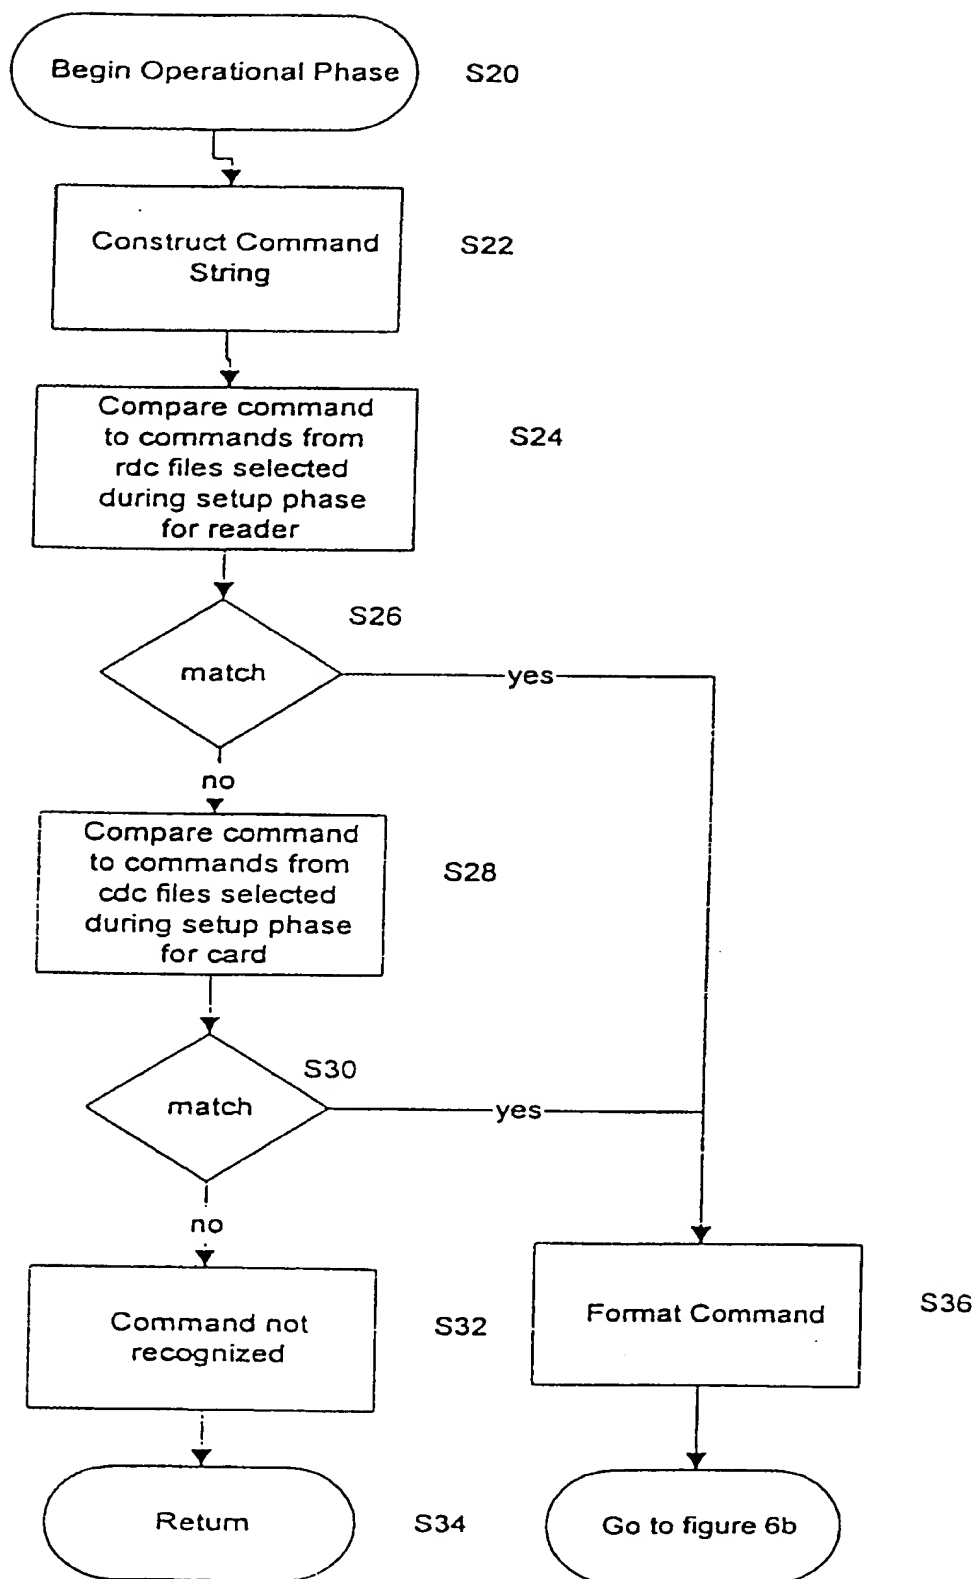 Begin Operational Phase
S20
Construct Command
String
S22
Compare command
to commands from
rdc files selected
during setup phase
for reader
S24
S26
match
yes
no
Compare command
to commands from
cdc files selected
during setup phase
for card
S28
S30
match
yes
no
Command not
recognized
S32
Format Command
S36
Return
S34
Go to figure 6b